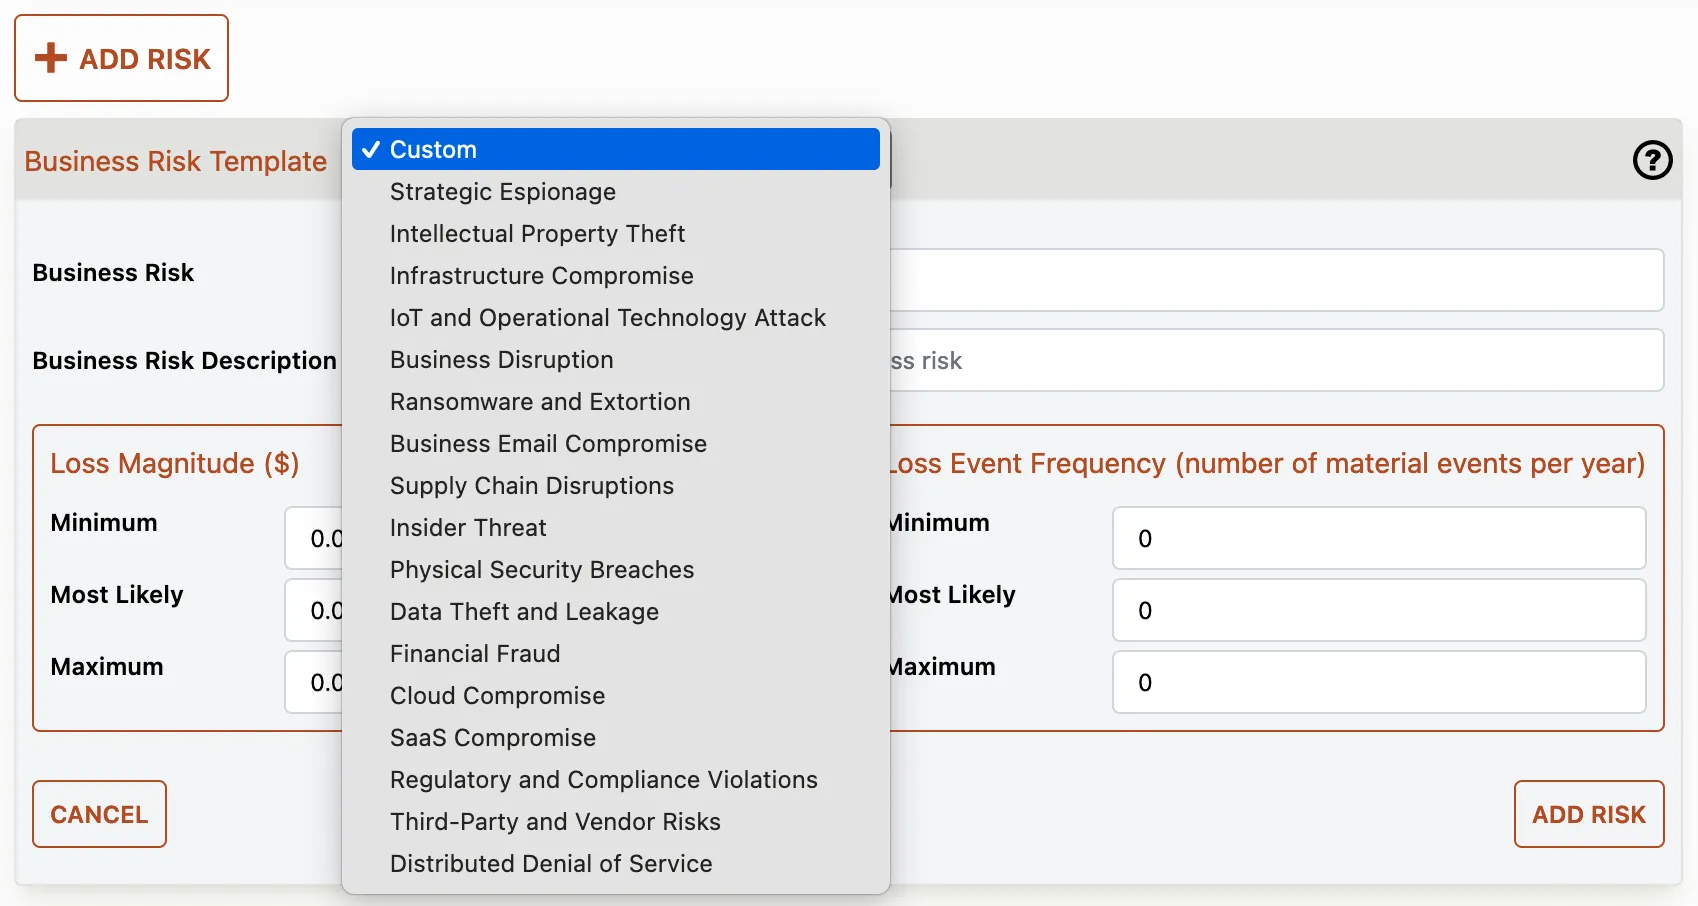 ADD RISK
Business Risk Template
?
Custom
Strategic Espionage
Intellectual Property Theft
Infrastructure Compromise
IoT and Operational Technology Attack
Business Disruption
Ransomware and Extortion
Business Email Compromise
Supply Chain Disruptions
Insider Threat
Physical Security Breaches
Data Theft and Leakage
Financial Fraud
Cloud Compromise
SaaS Compromise
Regulatory and Compliance Violations
Third-Party and Vendor Risks
Distributed Denial of Service
Business Risk
Business Risk Description
risk
Loss Magnitude ($)
Minimum
0.0
Most Likely
0.0
Maximum
0.0
Loss Event Frequency (number of material events per year)
Minimum
0
Most Likely
0
Maximum
0
CANCEL
ADD RISK